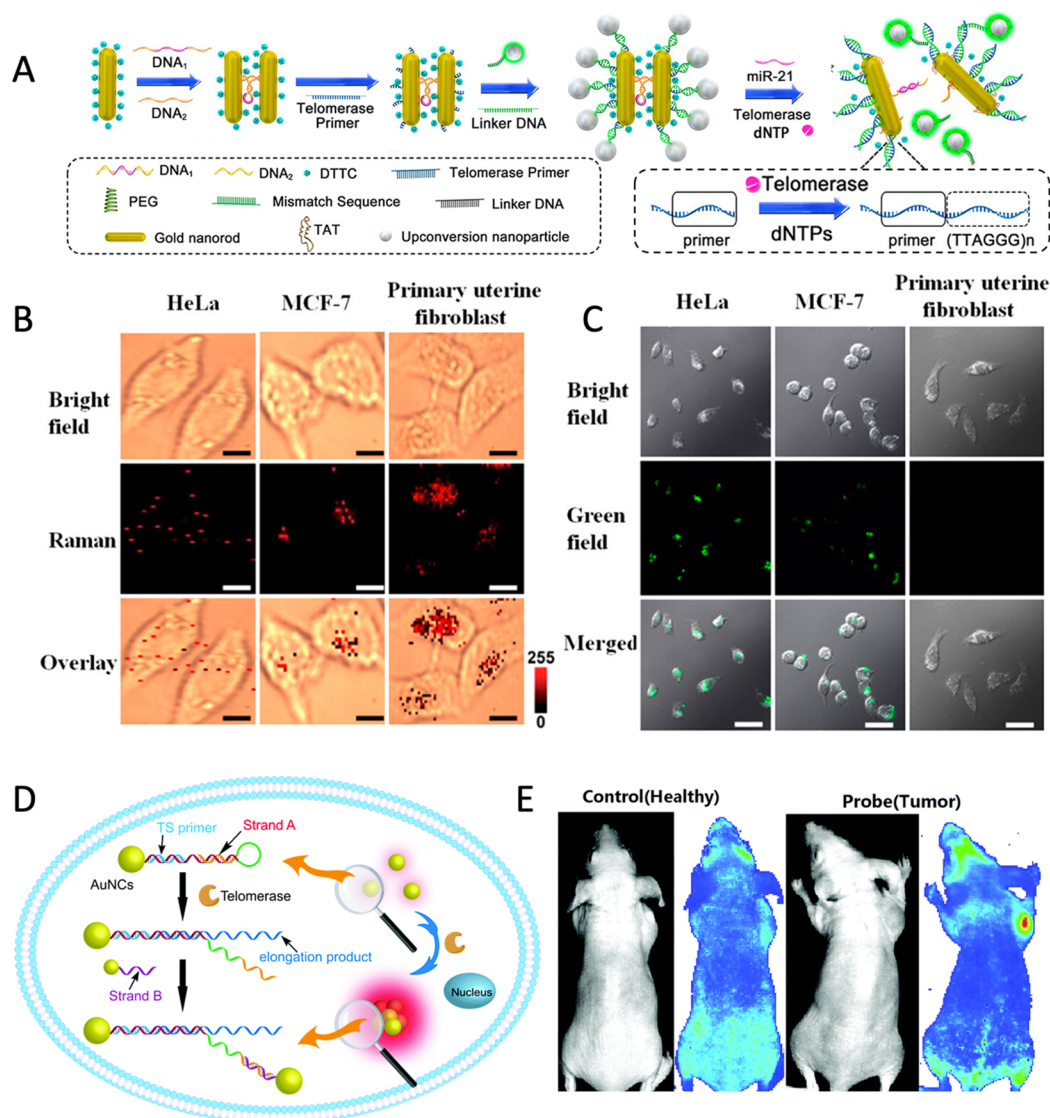 A
DNA₁
DNA₂
Telomerase
Primer
Linker DNA
miR-21
Telomerase
dNTP
DNA₁
DNA₂
DTTC
Telomerase Primer
PEG
Mismatch Sequence
Linker DNA
TAT
Gold nanorod
Upconversion nanoparticle
Telomerase
dNTPs
primer
primer
(TTAGGG)n
B
HeLa
MCF-7
Primary uterine
fibroblast
Bright
field
Raman
Overlay
255
0
C
HeLa
MCF-7
Primary uterine
fibroblast
Bright
field
Green
field
Merged
D
TS primer
Strand A
AuNCs
Telomerase
elongation product
Strand B
Nucleus
E
Control(Healthy)
Probe(Tumor)